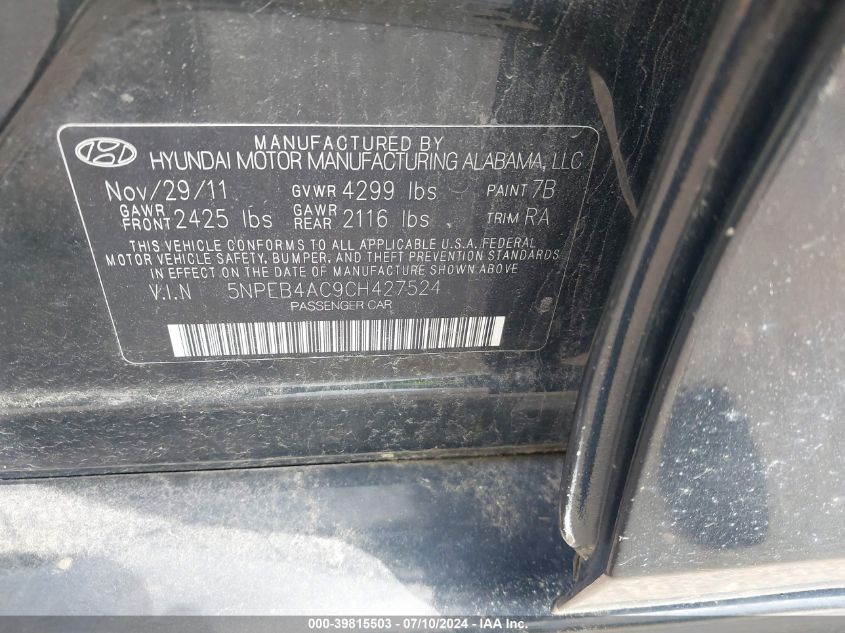 MANUFACTURED BY
HYUNDAI MOTOR MANUFACTURING ALABAMA, LLC
Nov/29/11 GVWR 4299 lbs PAINT 7B
GAWR FRONT 2425 lbs GAWR REAR 2116 lbs TRIM RA
THIS VEHICLE CONFORMS TO ALL APPLICABLE U.S.A. FEDERAL
MOTOR VEHICLE SAFETY, BUMPER, AND THEFT PREVENTION STANDARDS
IN EFFECT ON THE DATE OF MANUFACTURE SHOWN ABOVE
V.I.N 5NPEB4AC9CH427524
PASSENGER CAR
000-39815503 - 07/10/2024 - © IAA Inc.